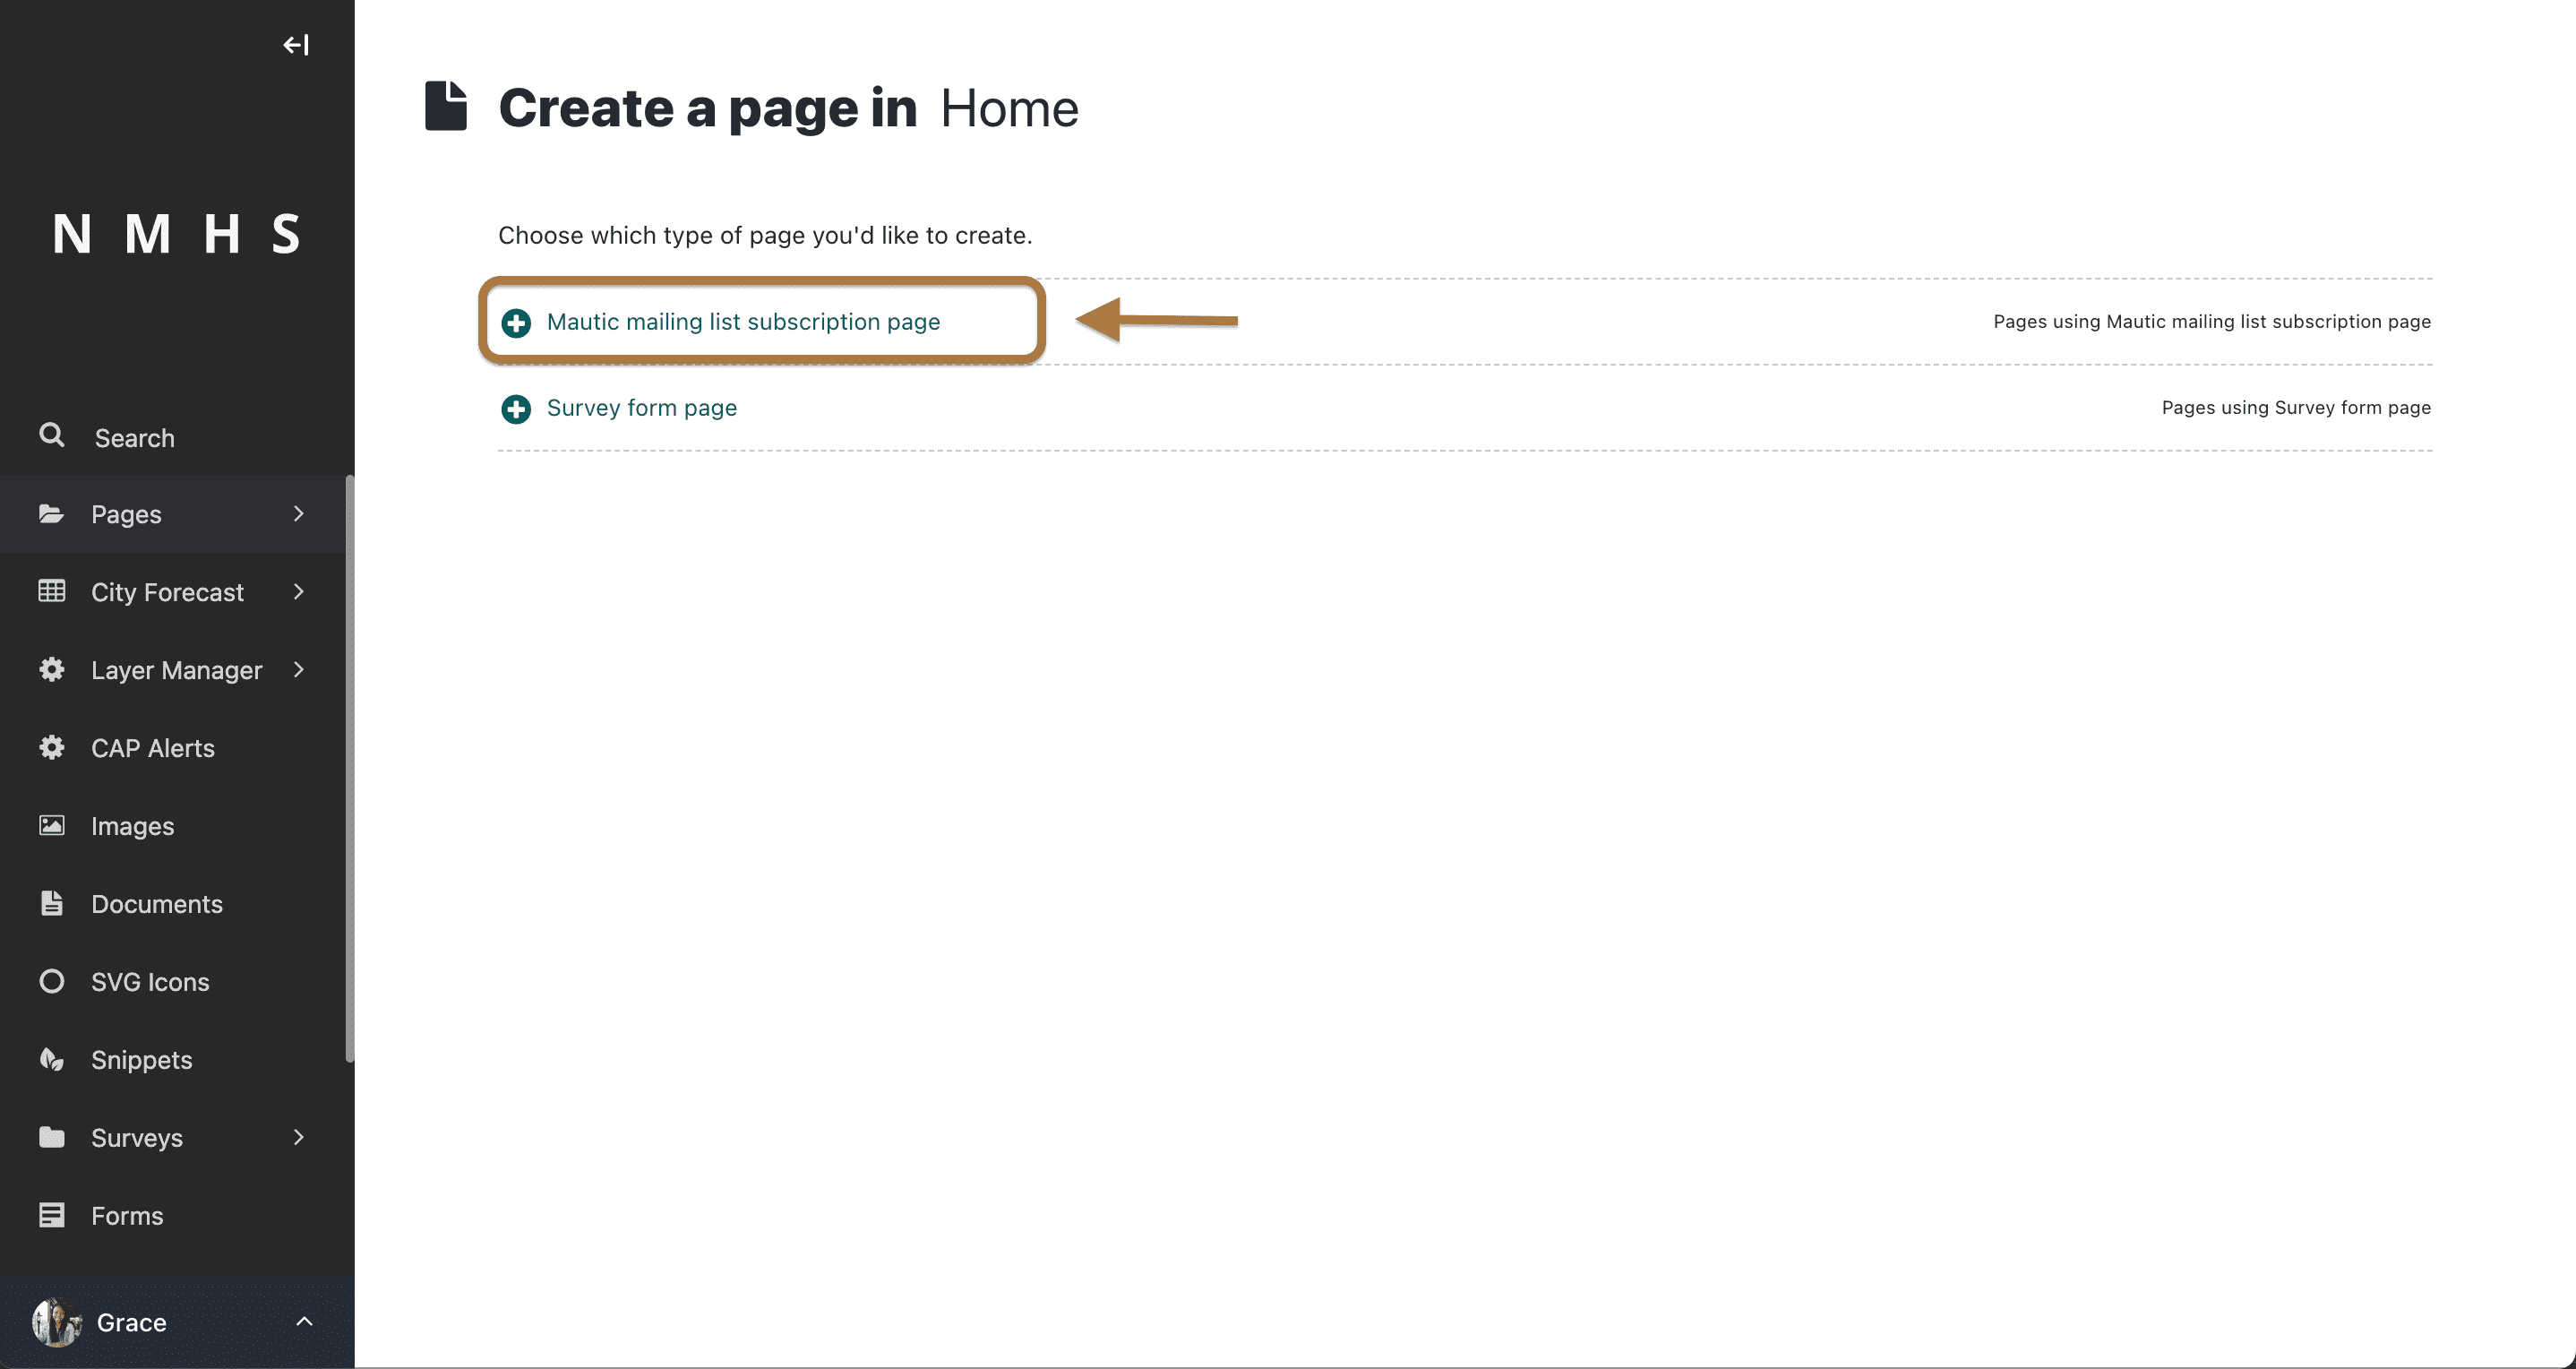 N M H S
Search
Pages
City Forecast
Layer Manager
CAP Alerts
Images
Documents
SVG Icons
Snippets
Surveys
Forms
Grace
Create a page in Home
Choose which type of page you'd like to create.
Mautic mailing list subscription page Pages using Mautic mailing list subscription page
Survey form page Pages using Survey form page